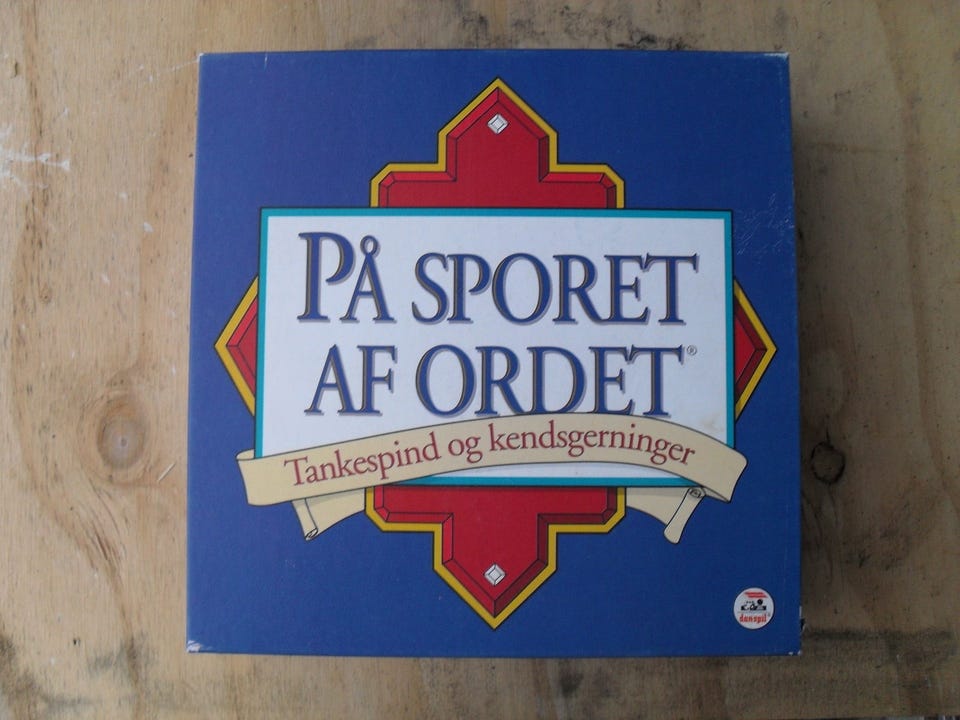 PÅ SPORET
AF ORDET®
Tankespind og kendsgerninger
danspil